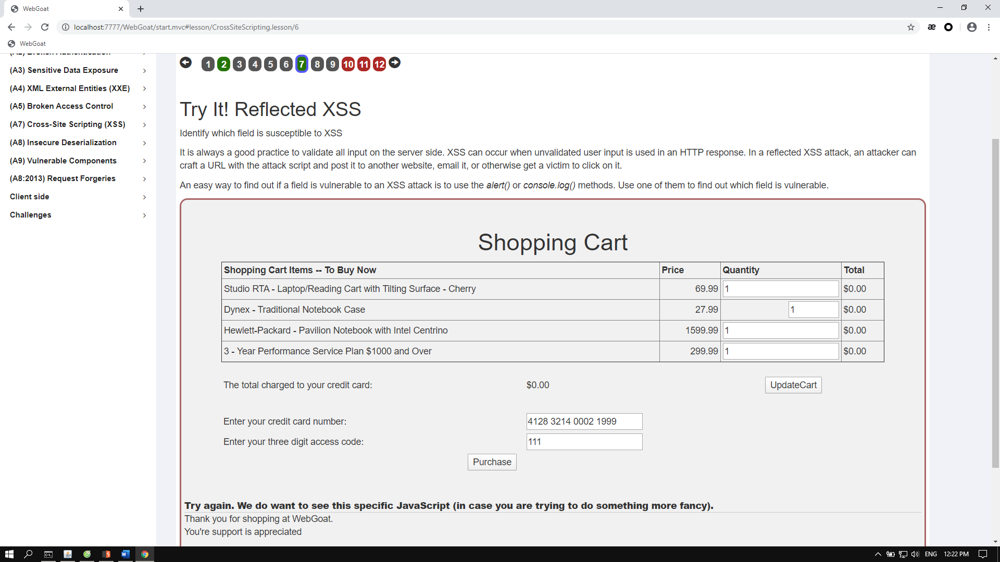 WebGoat
localhost:7777/WebGoat/start.mvc#lesson/CrossSiteScripting.lesson/6
WebGoat
(A2) Broken Authentication
(A3) Sensitive Data Exposure
(A4) XML External Entities (XXE)
(A5) Broken Access Control
(A7) Cross-Site Scripting (XSS)
(A8) Insecure Deserialization
(A9) Vulnerable Components
(A8:2013) Request Forgeries
Client side
Challenges
1 2 3 4 5 6 7 8 9 10 11 12
Try It! Reflected XSS
Identify which field is susceptible to XSS
It is always a good practice to validate all input on the server side. XSS can occur when unvalidated user input is used in an HTTP response. In a reflected XSS attack, an attacker can
craft a URL with the attack script and post it to another website, email it, or otherwise get a victim to click on it.
An easy way to find out if a field is vulnerable to an XSS attack is to use the alert() or console.log() methods. Use one of them to find out which field is vulnerable.
Shopping Cart
Shopping Cart Items -- To Buy Now Price Quantity Total
Studio RTA - Laptop/Reading Cart with Tilting Surface - Cherry 69.99 1 $0.00
Dynex - Traditional Notebook Case 27.99 1 $0.00
Hewlett-Packard - Pavilion Notebook with Intel Centrino 1599.99 1 $0.00
3 - Year Performance Service Plan $1000 and Over 299.99 1 $0.00
The total charged to your credit card: $0.00 UpdateCart
Enter your credit card number: 4128 3214 0002 1999
Enter your three digit access code: 111
Purchase
Try again. We do want to see this specific JavaScript (in case you are trying to do something more fancy).
Thank you for shopping at WebGoat.
You're support is appreciated
ENG 12:22 PM